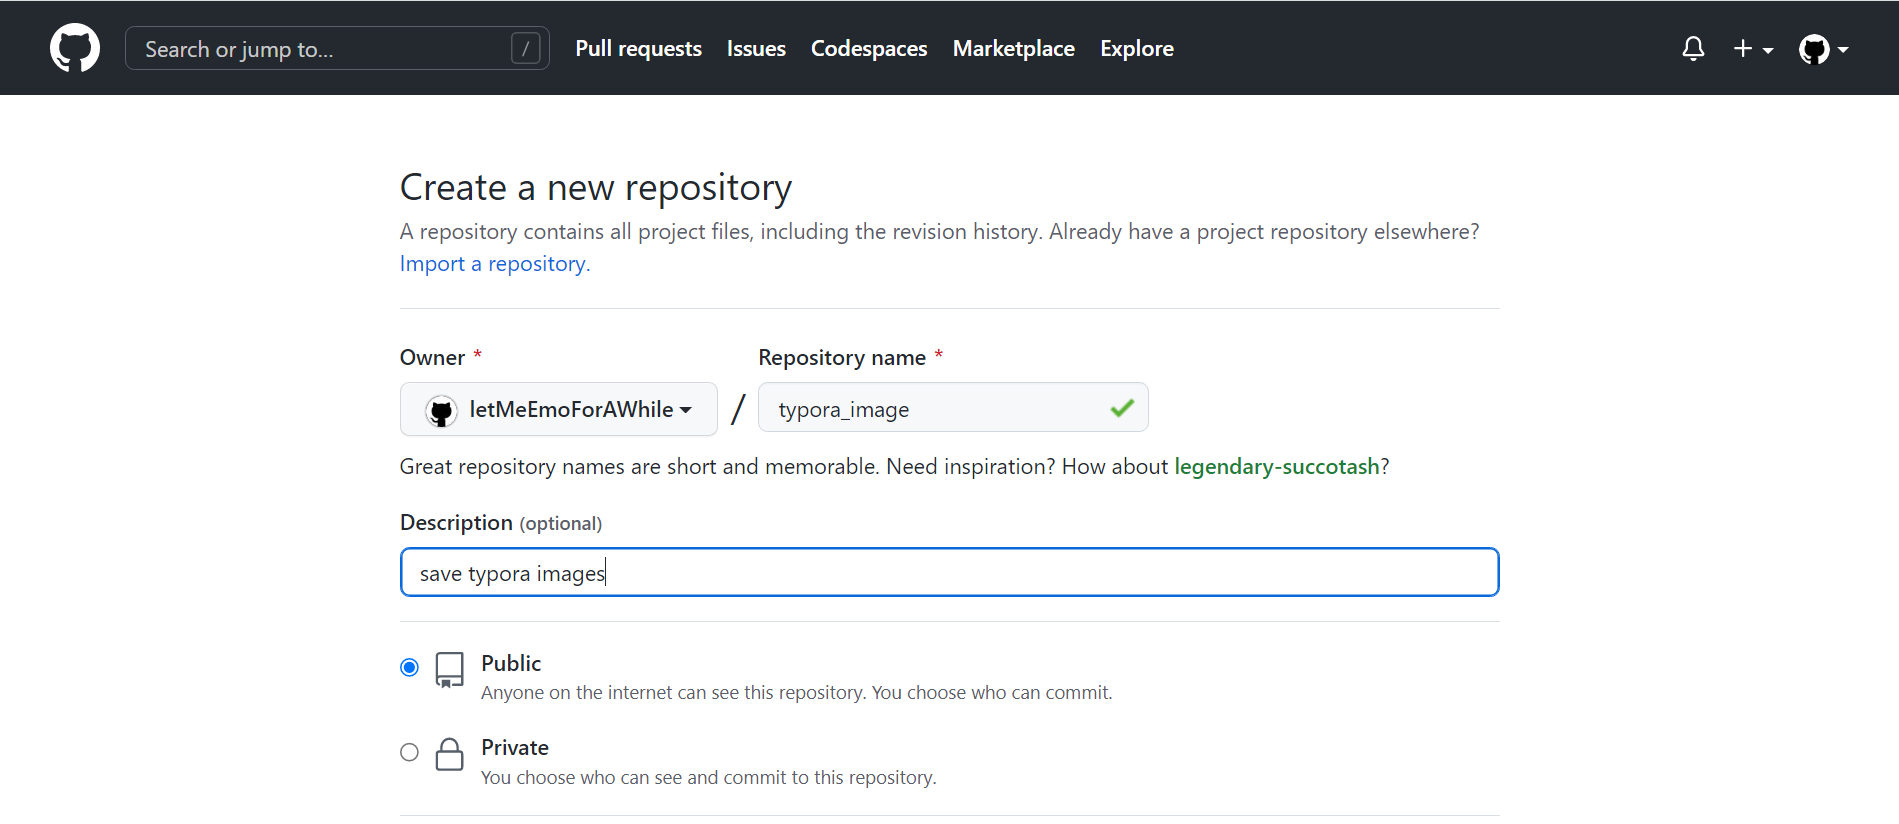 Search or jump to... / Pull requests Issues Codespaces Marketplace Explore
Create a new repository
A repository contains all project files, including the revision history. Already have a project repository elsewhere?
Import a repository.
Owner * Repository name *
letMeEmoForAWhile / typora_image
Great repository names are short and memorable. Need inspiration? How about legendary-succotash?
Description (optional)
save typora images
Public
Anyone on the internet can see this repository. You choose who can commit.
Private
You choose who can see and commit to this repository.